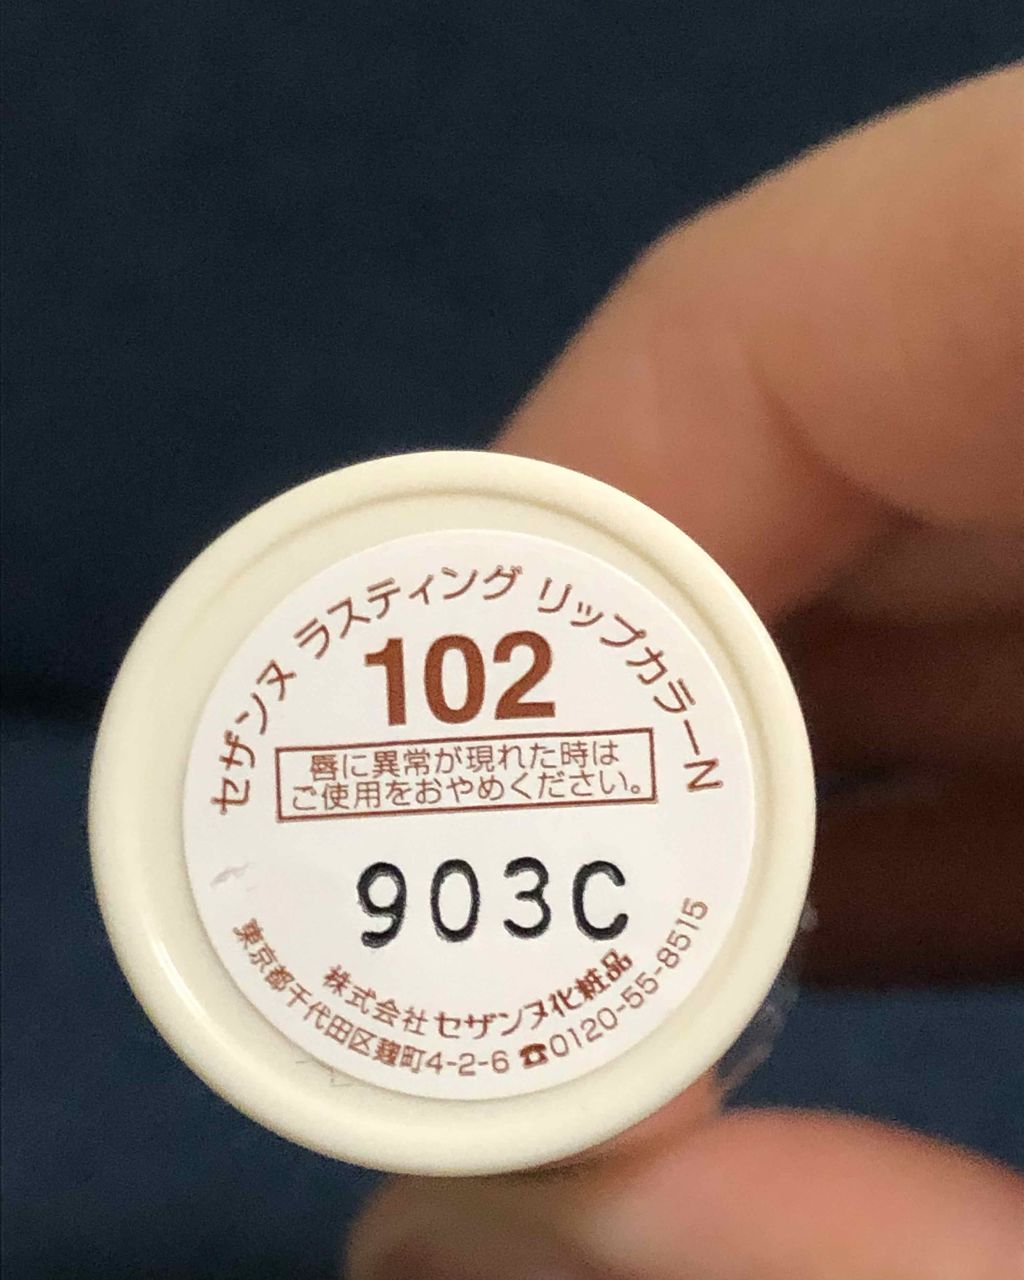 セザンヌ ラスティング リップカラーN
102
唇に異常が現れた時は
ご使用をおやめください。
903C
株式会社 セザンヌ化粧品
東京都千代田区麹町4-2-6 ☎0120-55-8515